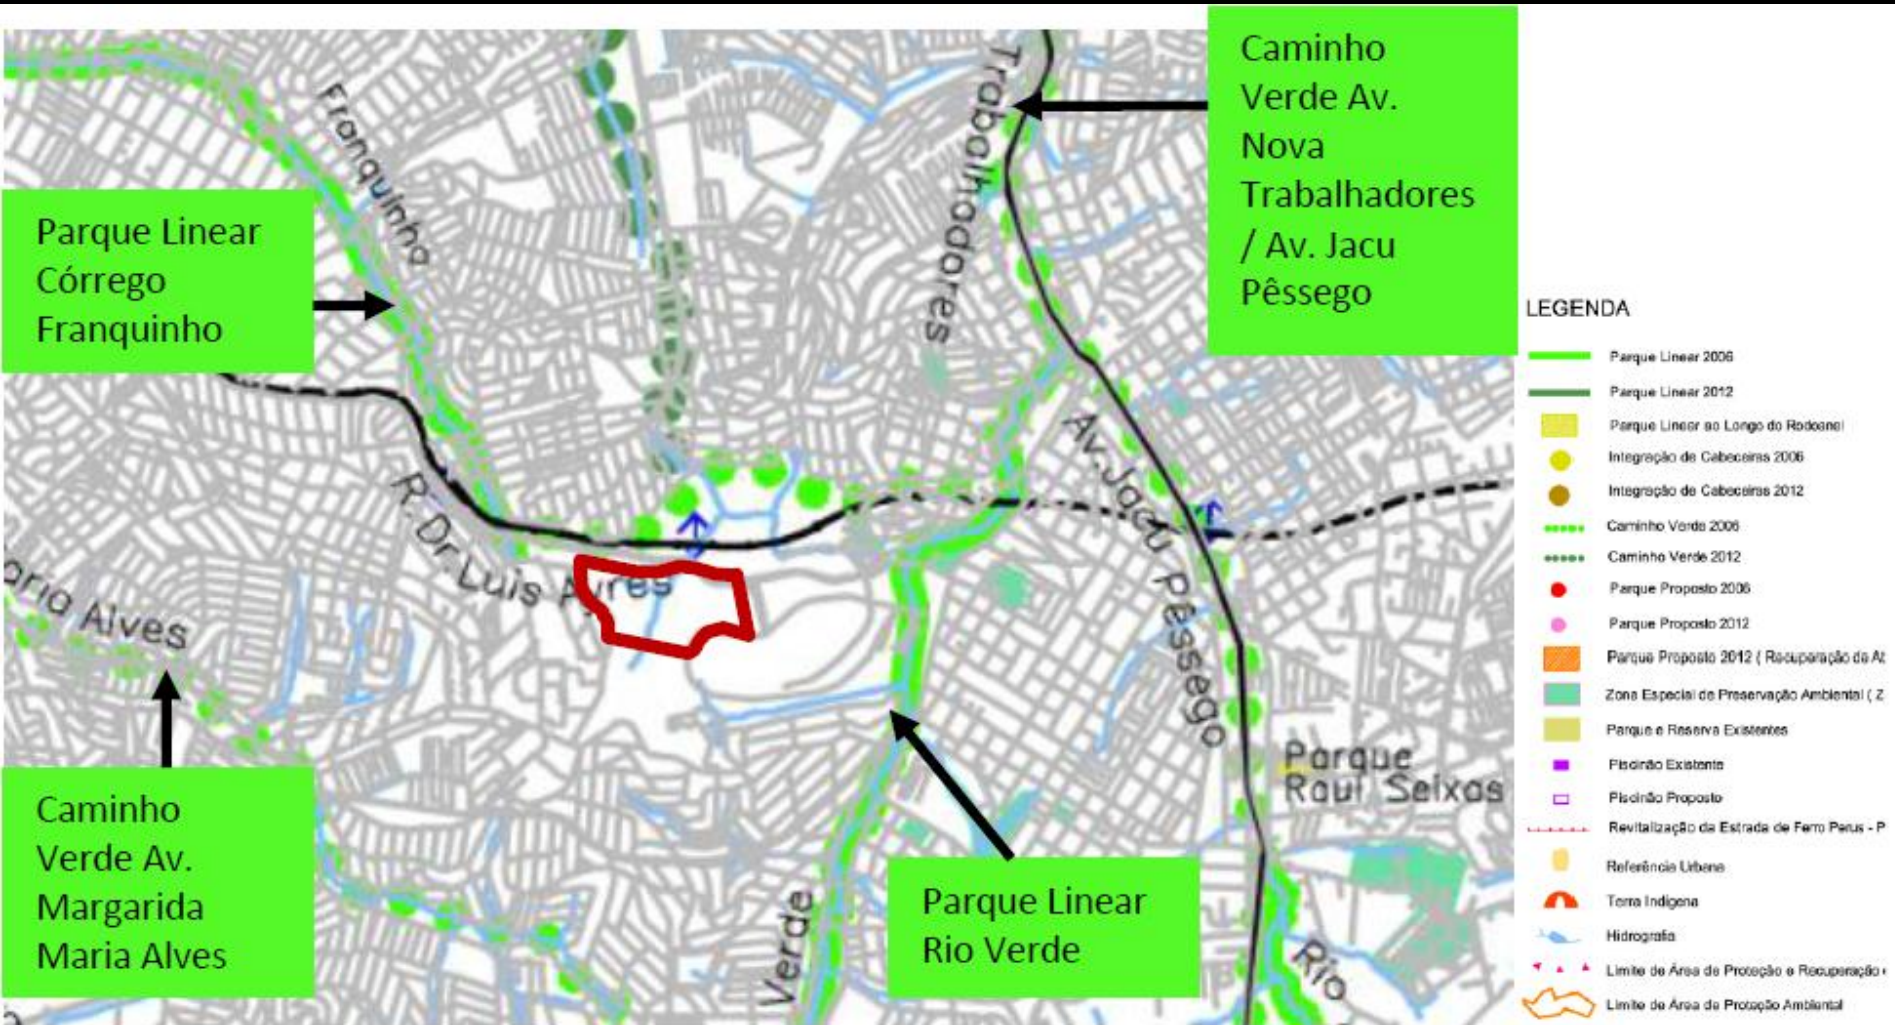 Caminho
Verde Av.
Nova
Trabalhadores
/ Av. Jacu
Pêssego
Parque Linear
Córrego
Franquinho
Caminho
Verde Av.
Margarida
Maria Alves
Parque Linear
Rio Verde
Franquinha
Trabalhadores
R. Dr. Luis Ayres
Av. Jacu Pêssego
aria Alves
Parque
Raul Seixas
Verde
Rio
LEGENDA
Parque Linear 2006
Parque Linear 2012
Parque Linear ao Longo do Rodoanel
Integração de Cabeceiras 2006
Integração de Cabeceiras 2012
Caminho Verde 2006
Caminho Verde 2012
Parque Proposto 2006
Parque Proposto 2012
Parque Proposto 2012 ( Recuperação de At
Zona Especial de Preservação Ambiental ( Z
Parque e Reserva Existentes
Piscinão Existente
Piscinão Proposto
Revitalização da Estrada de Ferro Perus - P
Referência Urbana
Terra Indígena
Hidrografia
Limite de Área de Proteção e Recuperação
Limite de Área de Proteção Ambiental